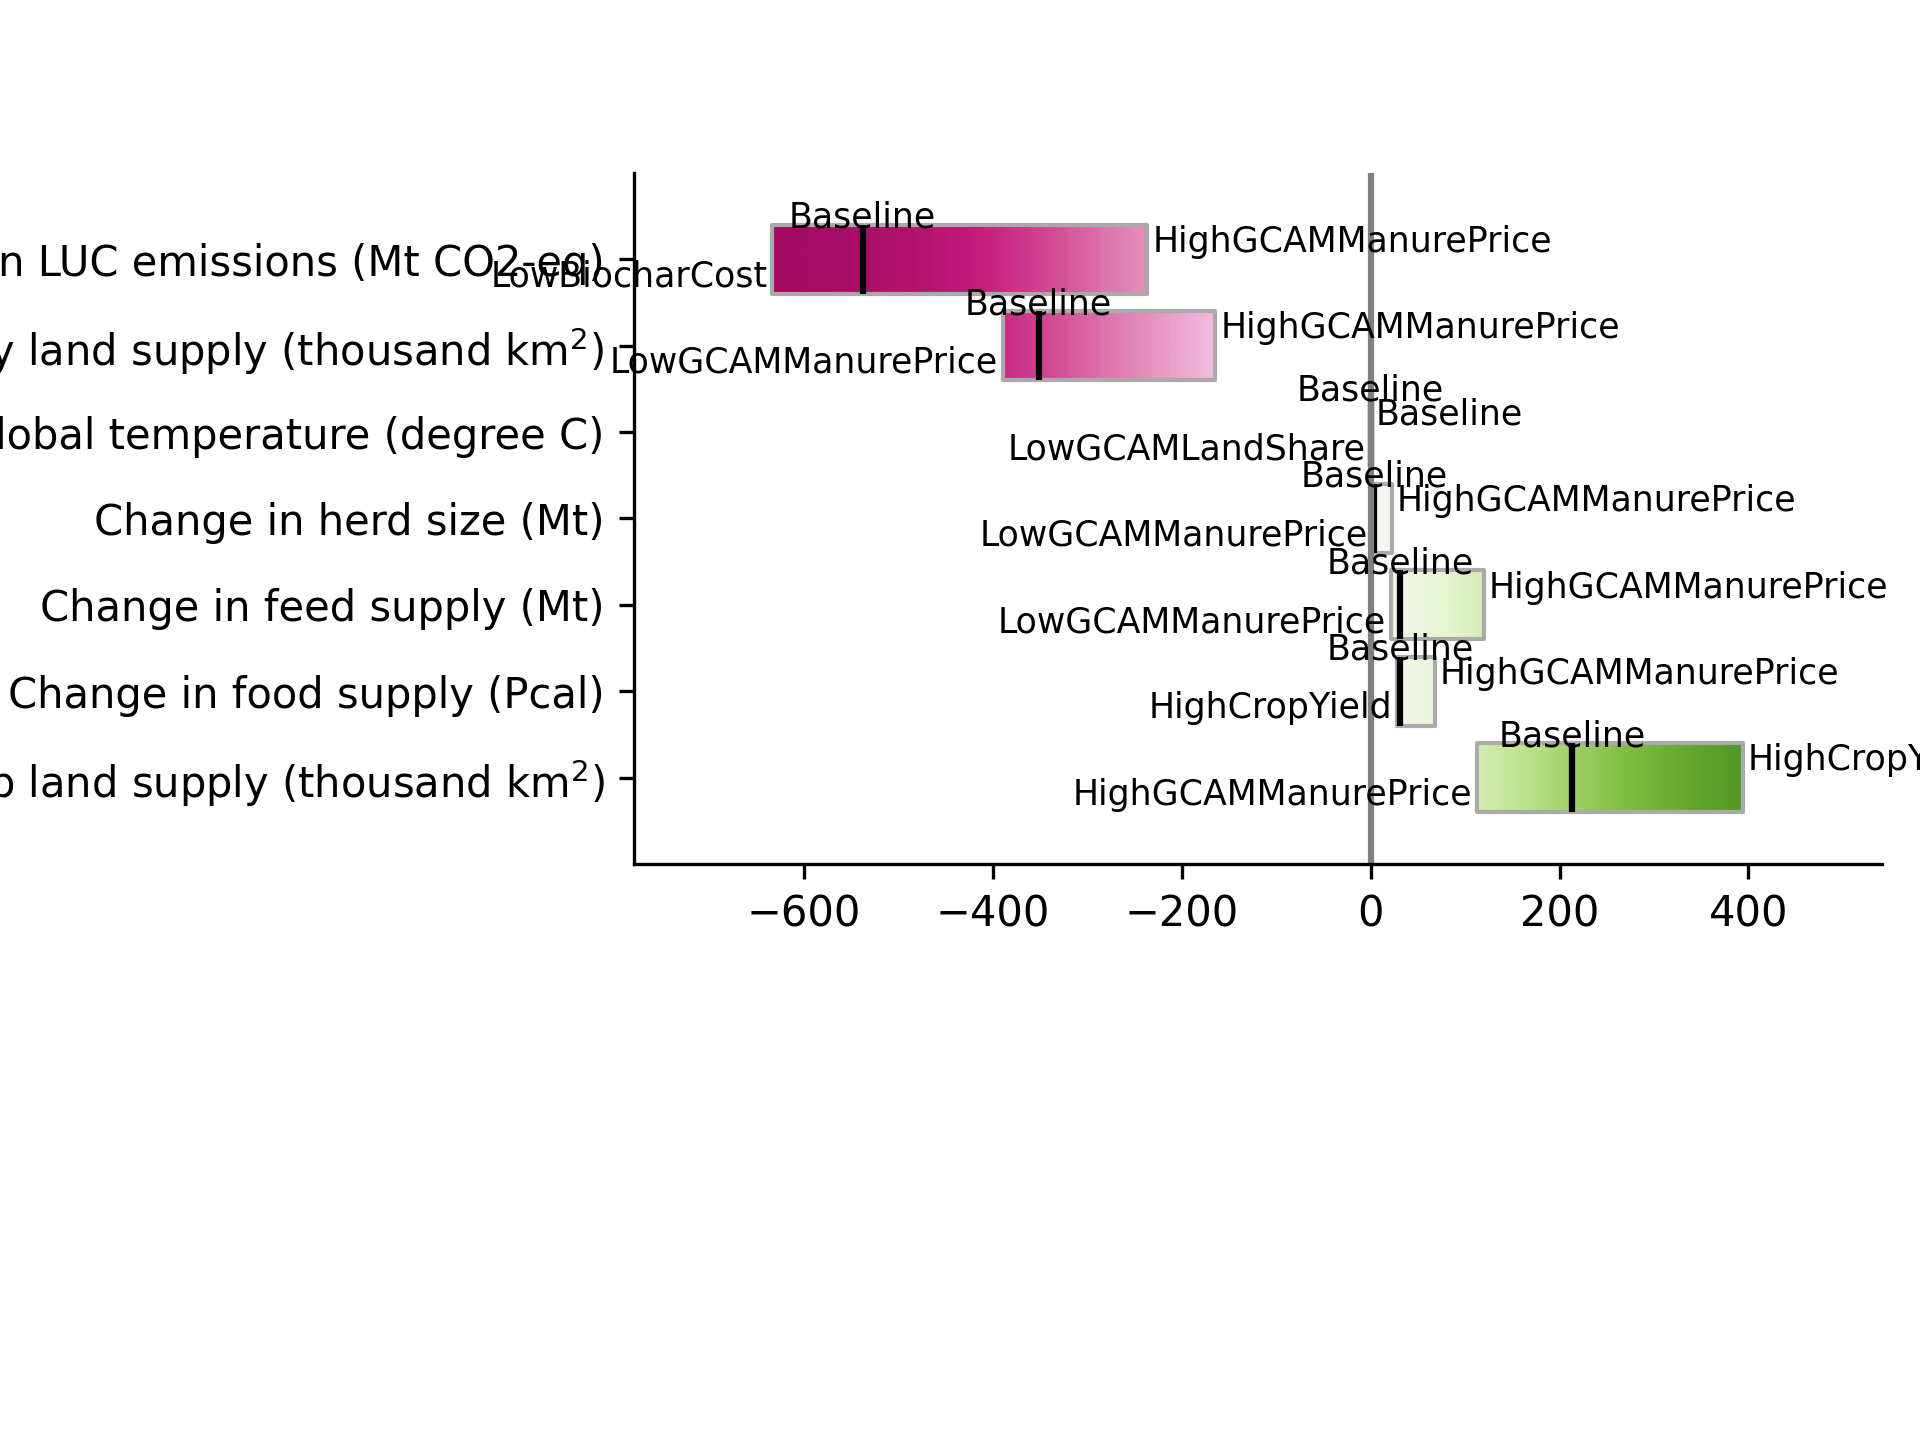 Baseline
n LUC emissions (Mt CO2-eq) HighGCAMManurePrice
LowBiocharCost
Baseline
y land supply (thousand km²) HighGCAMManurePrice
LowGCAMManurePrice
Baseline
Baseline
lobal temperature (degree C)
LowGCAMLandShare
Baseline
HighGCAMManurePrice
Change in herd size (Mt)
LowGCAMManurePrice
Baseline
HighGCAMManurePrice
Change in feed supply (Mt)
LowGCAMManurePrice
Baseline
HighGCAMManurePrice
Change in food supply (Pcal)
HighCropYield
Baseline
HighCropY
p land supply (thousand km²)
HighGCAMManurePrice
−600 −400 −200 0 200 400